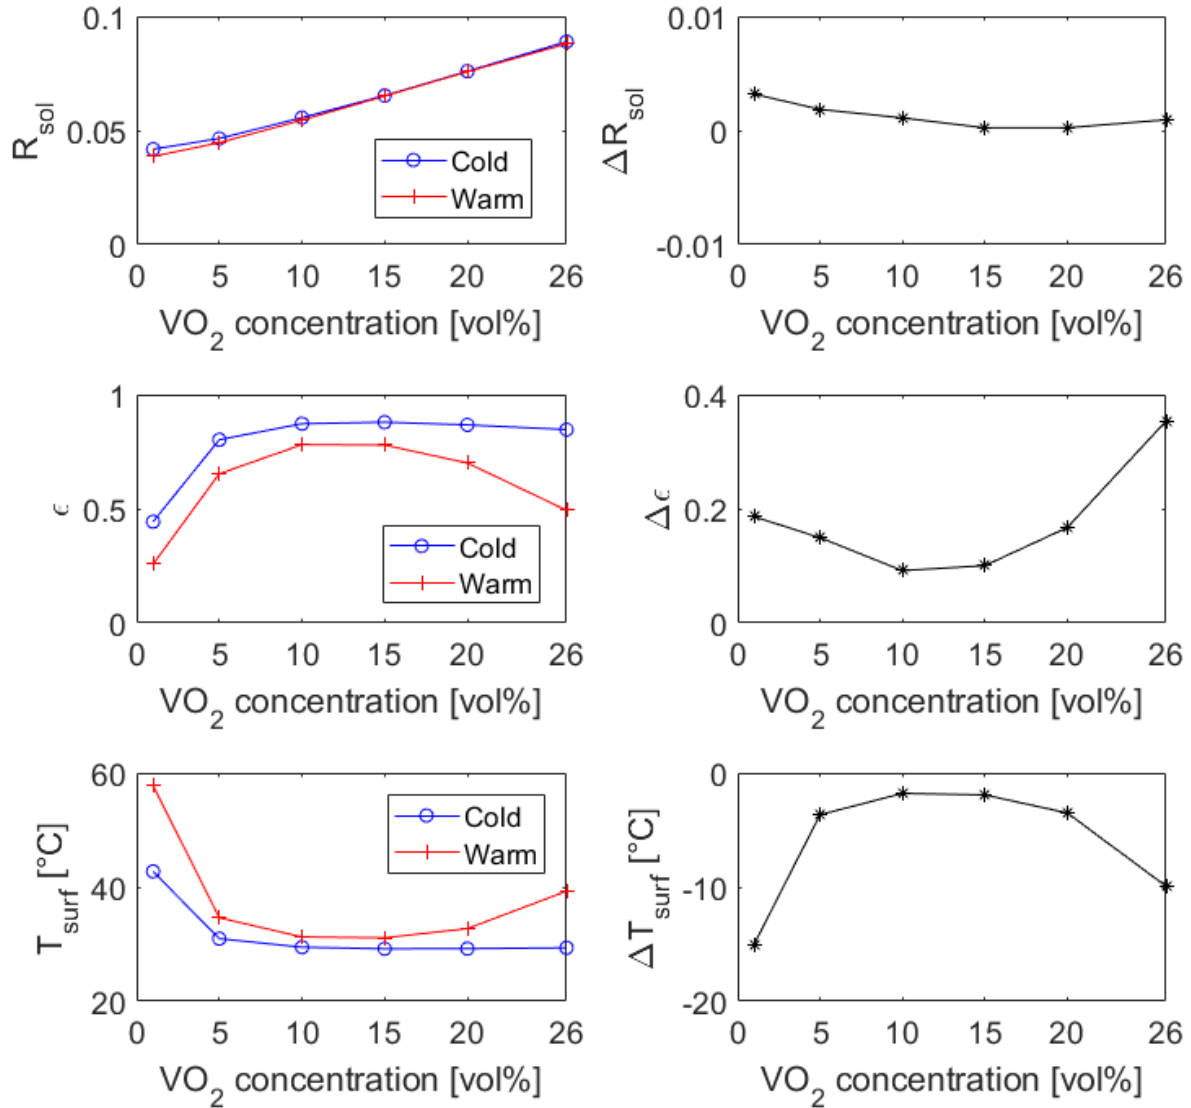 0.1
0.05
0
R_sol
Cold
Warm
0 5 10 15 20 26
VO₂ concentration [vol%]
0.01
0
-0.01
ΔR_sol
0 5 10 15 20 26
VO₂ concentration [vol%]
1
0.5
0
ϵ
Cold
Warm
0 5 10 15 20 26
VO₂ concentration [vol%]
0.4
0.2
0
Δϵ
0 5 10 15 20 26
VO₂ concentration [vol%]
60
40
20
T_surf [°C]
Cold
Warm
0 5 10 15 20 26
VO₂ concentration [vol%]
0
-10
-20
ΔT_surf [°C]
0 5 10 15 20 26
VO₂ concentration [vol%]